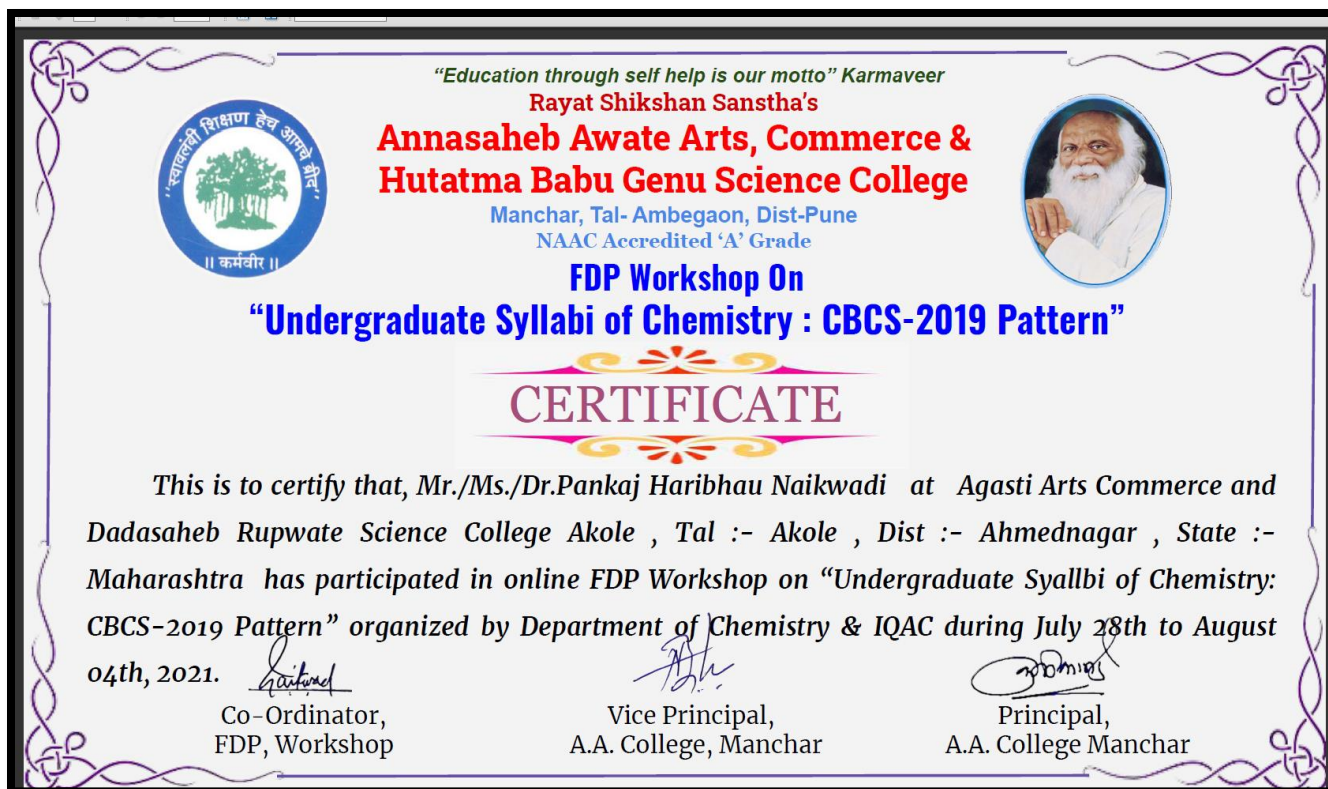 “Education through self help is our motto” Karmaveer
Rayat Shikshan Sanstha’s
Annasaheb Awate Arts, Commerce &
Hutatma Babu Genu Science College
Manchar, Tal- Ambegaon, Dist-Pune
NAAC Accredited ‘A’ Grade
"स्वावलंबी शिक्षण हेच आमचे ब्रीद"
॥ कर्मवीर ॥
FDP Workshop On
“Undergraduate Syllabi of Chemistry : CBCS-2019 Pattern”
CERTIFICATE
This is to certify that, Mr./Ms./Dr.Pankaj Haribhau Naikwadi at Agasti Arts Commerce and
Dadasaheb Rupwate Science College Akole , Tal :- Akole , Dist :- Ahmednagar , State :-
Maharashtra has participated in online FDP Workshop on “Undergraduate Syallbi of Chemistry:
CBCS-2019 Pattern” organized by Department of Chemistry & IQAC during July 28th to August
04th, 2021.
Co-Ordinator,
FDP, Workshop
Vice Principal,
A.A. College, Manchar
Principal,
A.A. College Manchar